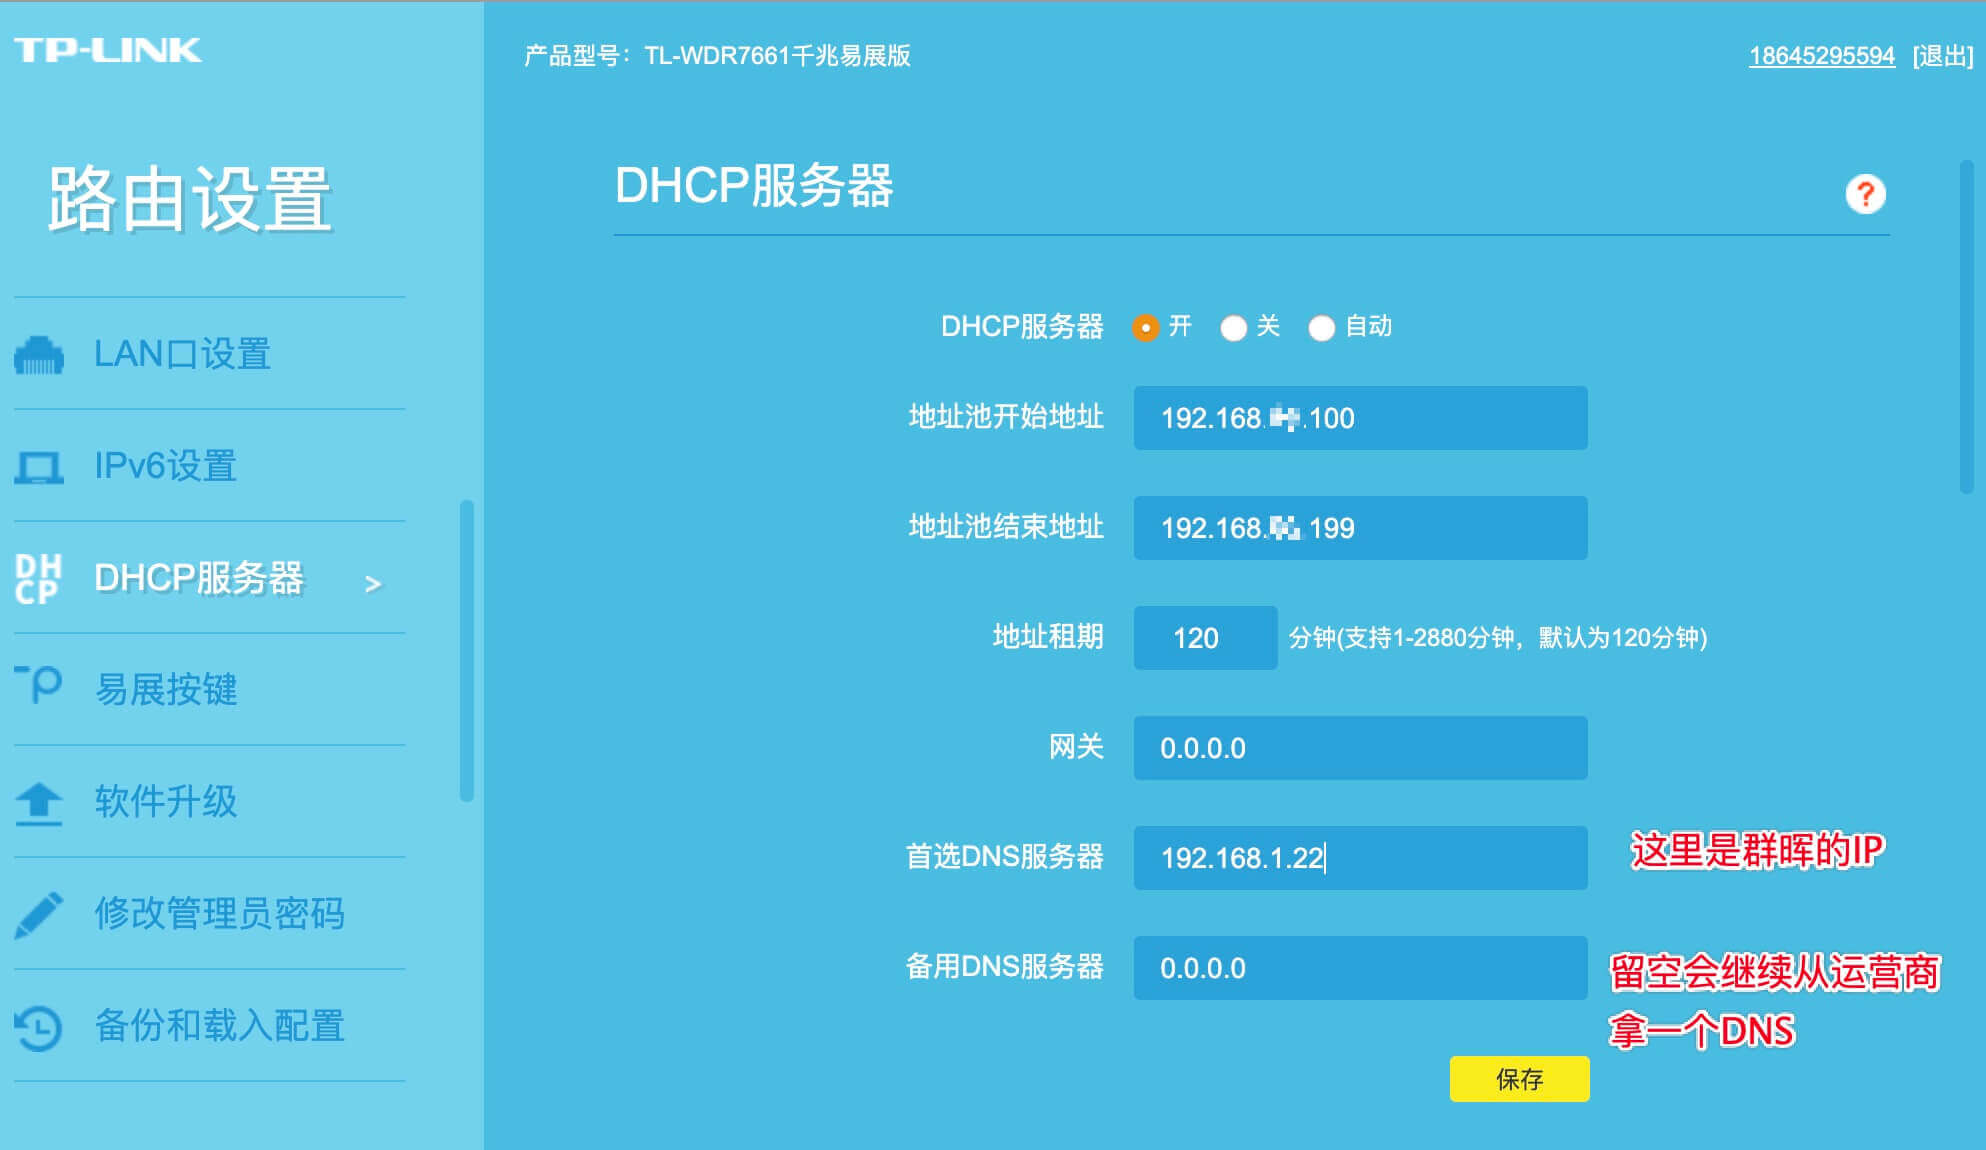 TP-LINK
产品型号：TL-WDR7661千兆易展版
18645295594 [退出]
路由设置
LAN口设置
IPv6设置
DHCP服务器 >
易展按键
软件升级
修改管理员密码
备份和载入配置
DHCP服务器
?
DHCP服务器 开 关 自动
地址池开始地址 192.168. .100
地址池结束地址 192.168. .199
地址租期 120 分钟(支持1-2880分钟，默认为120分钟)
网关 0.0.0.0
首选DNS服务器 192.168.1.22 这里是群晖的IP
备用DNS服务器 0.0.0.0 留空会继续从运营商
拿一个DNS
保存